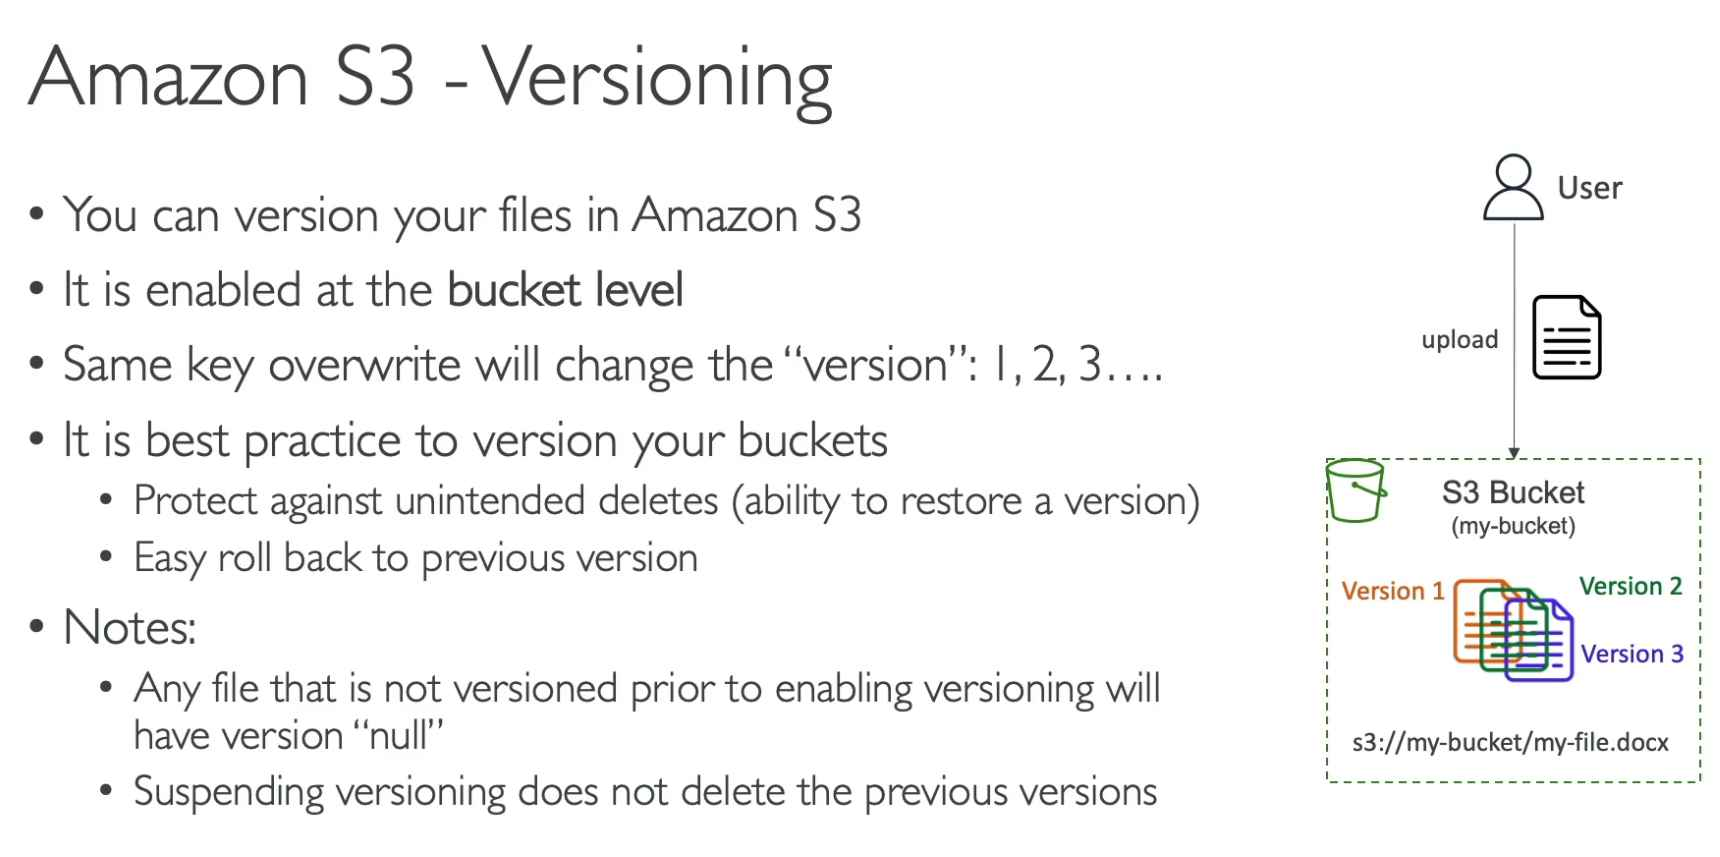 Amazon S3 - Versioning
• You can version your files in Amazon S3
• It is enabled at the bucket level
• Same key overwrite will change the “version”: 1, 2, 3….
• It is best practice to version your buckets
• Protect against unintended deletes (ability to restore a version)
• Easy roll back to previous version
• Notes:
• Any file that is not versioned prior to enabling versioning will
have version “null”
• Suspending versioning does not delete the previous versions
User
upload
S3 Bucket
(my-bucket)
Version 1
Version 2
Version 3
s3://my-bucket/my-file.docx